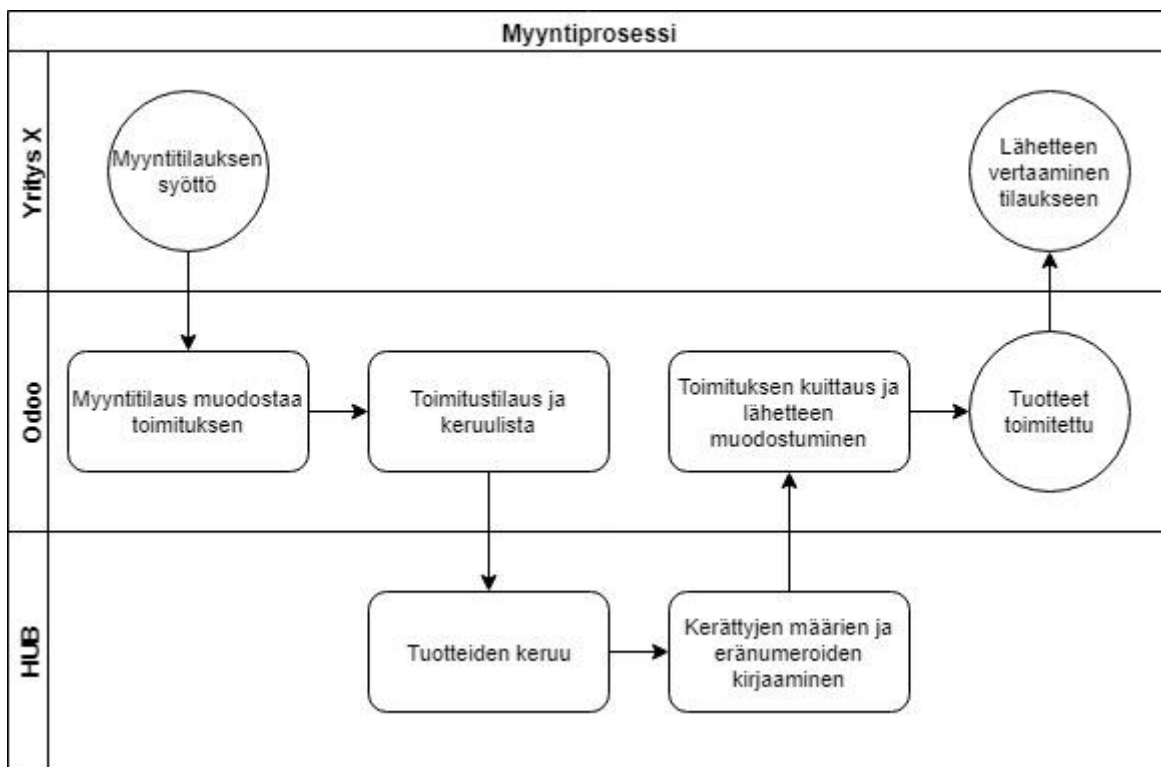 Myyntiprosessi
Yritys X
Myyntitilauksen
syöttö
Lähetteen
vertaaminen
tilaukseen
Odoo
Myyntitilaus muodostaa
toimituksen
Toimitustilaus ja
keruulista
Toimituksen kuittaus ja
lähetteen
muodostuminen
Tuotteet
toimitettu
HUB
Tuotteiden keruu
Kerättyjen määrien ja
eränumeroiden
kirjaaminen